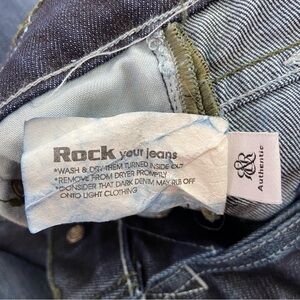 Rock your jeans
*WASH & DRY THEM TURNED INSIDE OUT
*REMOVE FROM DRYER PROMPTLY
*CONSIDER THAT DARK DENIM MAY RUB OFF
ONTO LIGHT CLOTHING
Authentic